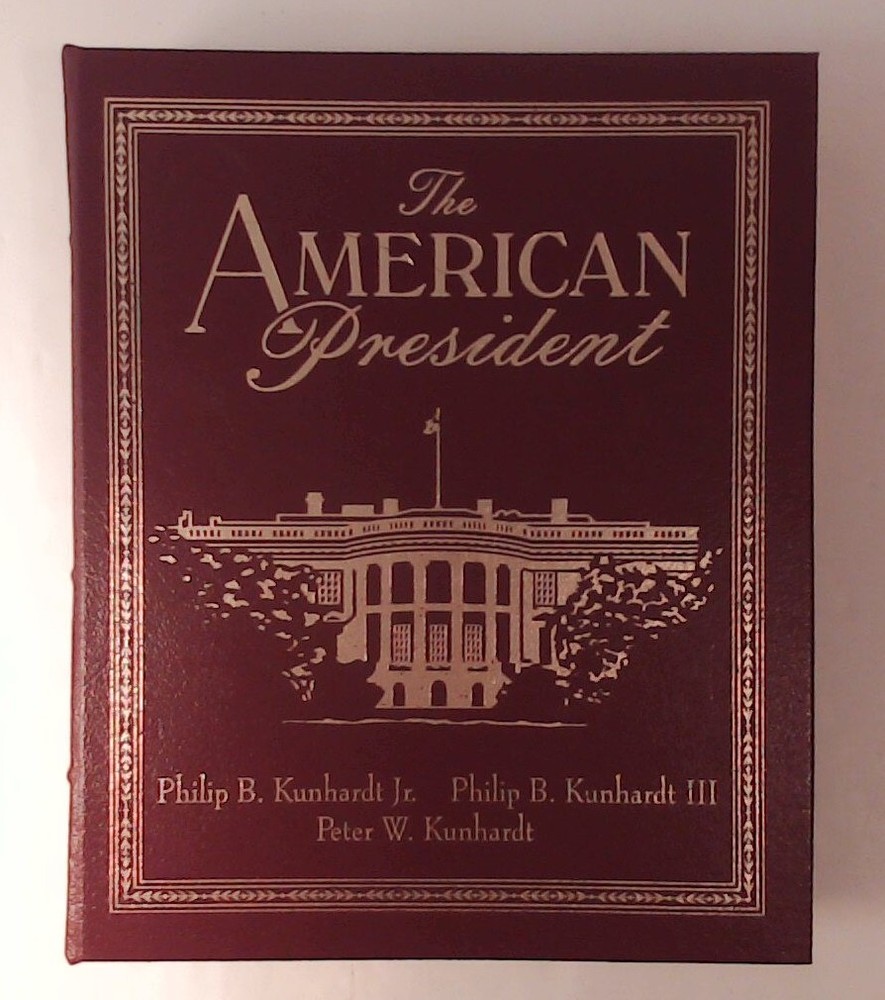 The
AMERICAN
President
Philip B. Kunhardt Jr. Philip B. Kunhardt III
Peter W. Kunhardt